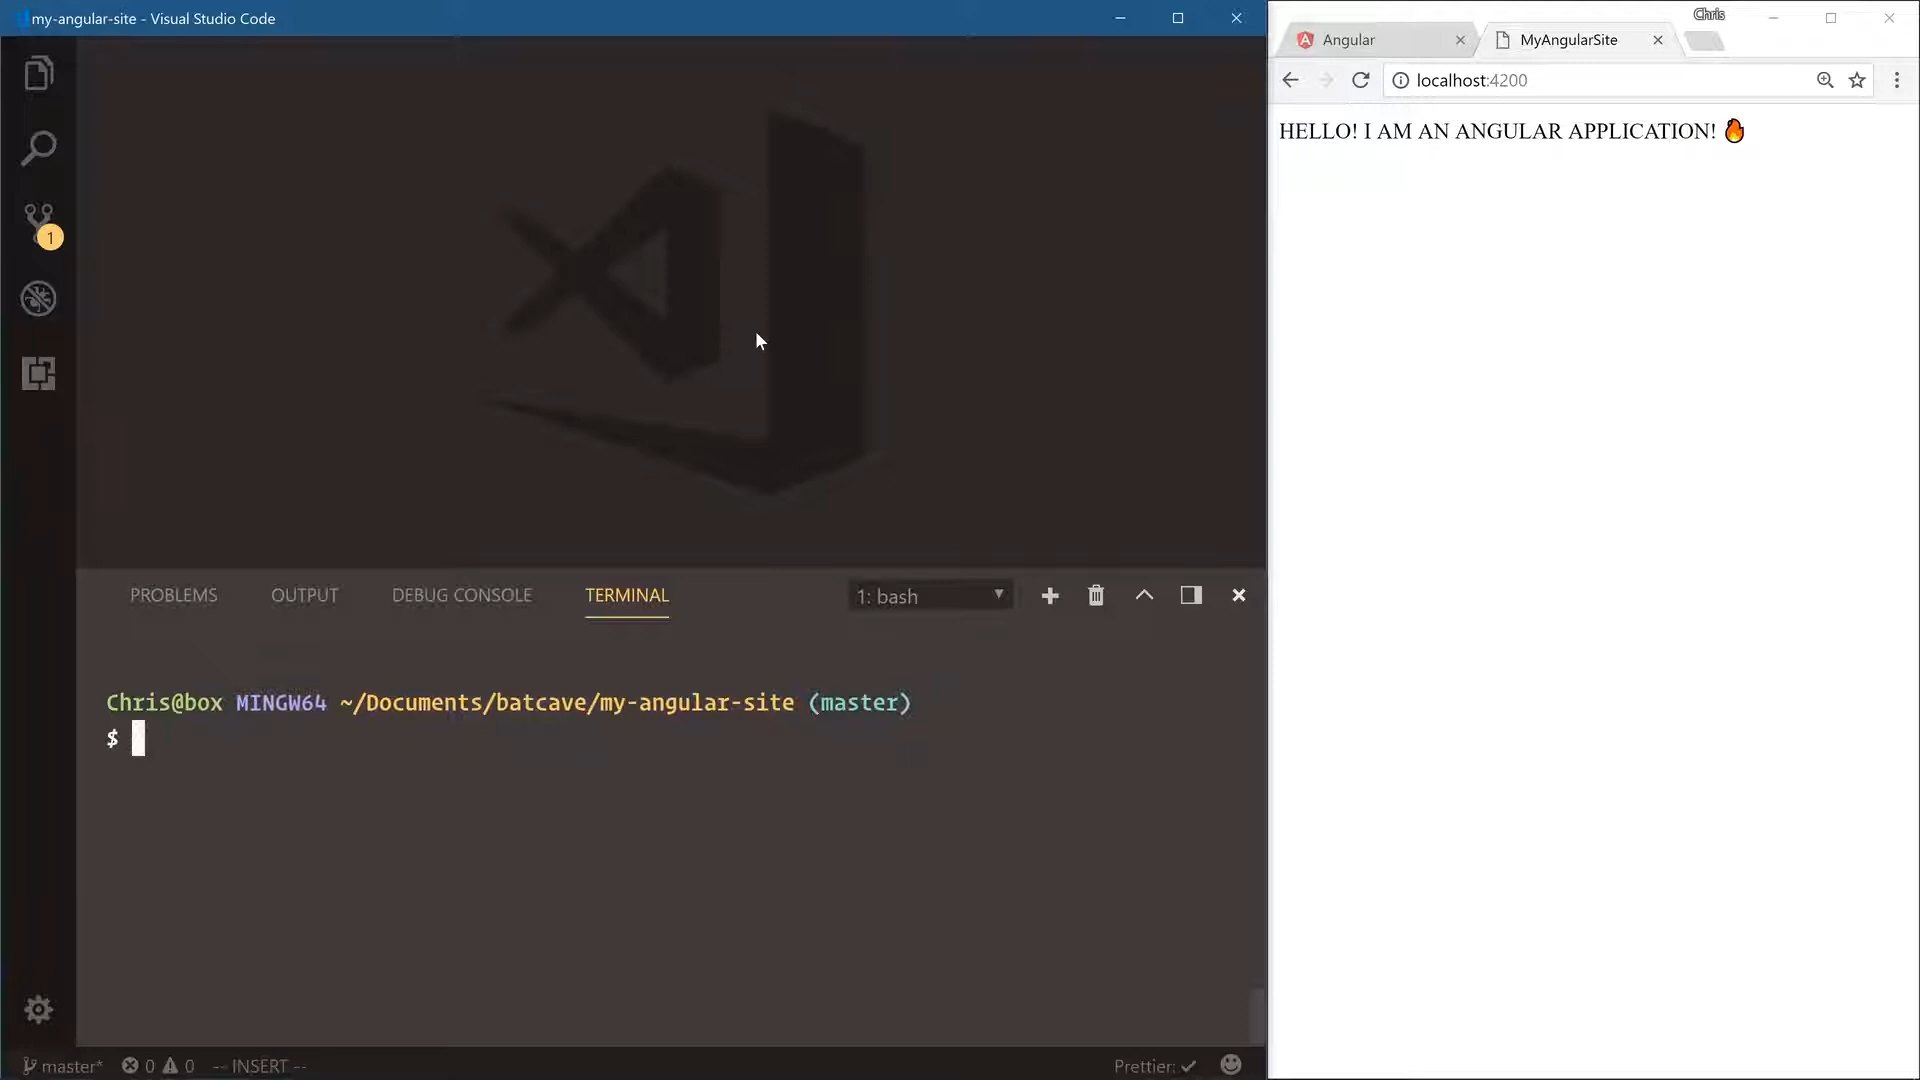 my-angular-site - Visual Studio Code
1
PROBLEMS OUTPUT DEBUG CONSOLE TERMINAL 1: bash
Chris@box MINGW64 ~/Documents/batcave/my-angular-site (master)
$
master* 0 0 -- INSERT -- Prettier: ✓
Chris
Angular MyAngularSite
localhost:4200
HELLO! I AM AN ANGULAR APPLICATION! 🔥